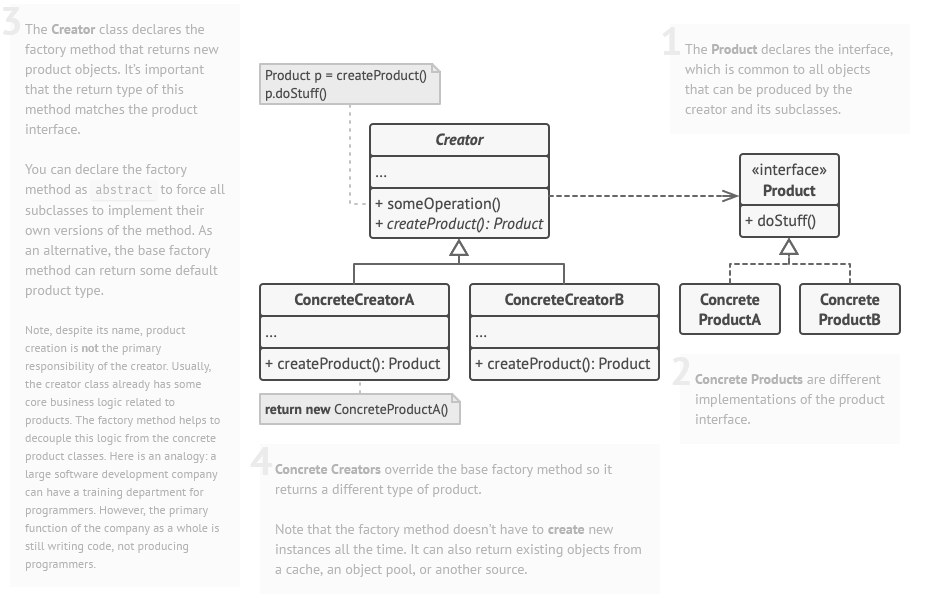 3
The Creator class declares the
factory method that returns new
product objects. It's important
that the return type of this
method matches the product
interface.
You can declare the factory
method as abstract to force all
subclasses to implement their
own versions of the method. As
an alternative, the base factory
method can return some default
product type.
Note, despite its name, product
creation is not the primary
responsibility of the creator. Usually,
the creator class already has some
core business logic related to
products. The factory method helps to
decouple this logic from the concrete
product classes. Here is an analogy: a
large software development company
can have a training department for
programmers. However, the primary
function of the company as a whole is
still writing code, not producing
programmers.
Product p = createProduct()
p.doStuff()
Creator
...
+ someOperation()
+ createProduct(): Product
ConcreteCreatorA
...
+ createProduct(): Product
ConcreteCreatorB
...
+ createProduct(): Product
return new ConcreteProductA()
1
The Product declares the interface,
which is common to all objects
that can be produced by the
creator and its subclasses.
«interface»
Product
+ doStuff()
Concrete
ProductA
Concrete
ProductB
2
Concrete Products are different
implementations of the product
interface.
4
Concrete Creators override the base factory method so it
returns a different type of product.
Note that the factory method doesn't have to create new
instances all the time. It can also return existing objects from
a cache, an object pool, or another source.